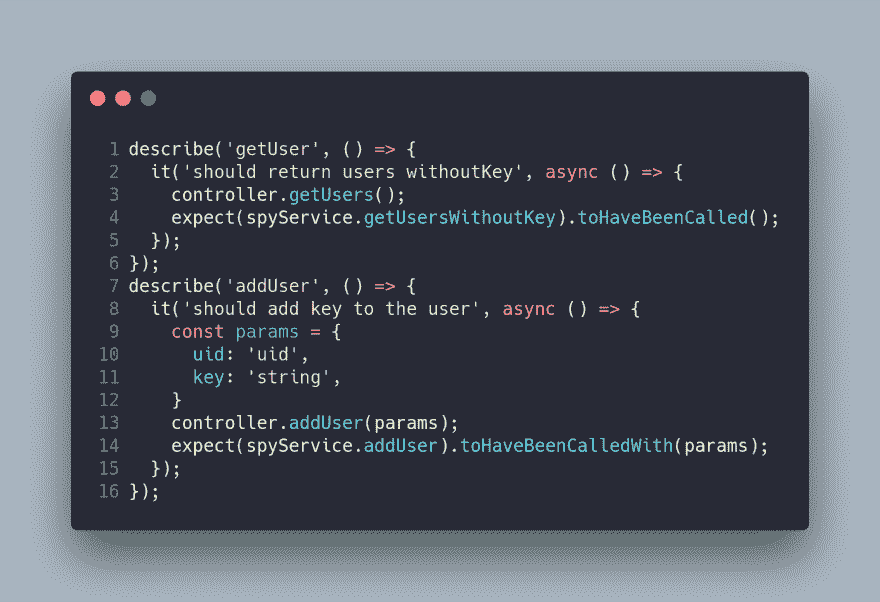 1 describe('getUser', () => {
2   it('should return users withoutKey', async () => {
3     controller.getUsers();
4     expect(spyService.getUsersWithoutKey).toHaveBeenCalled();
5   });
6 });
7 describe('addUser', () => {
8   it('should add key to the user', async () => {
9     const params = {
10       uid: 'uid',
11       key: 'string',
12     }
13     controller.addUser(params);
14     expect(spyService.addUser).toHaveBeenCalledWith(params);
15   });
16 });